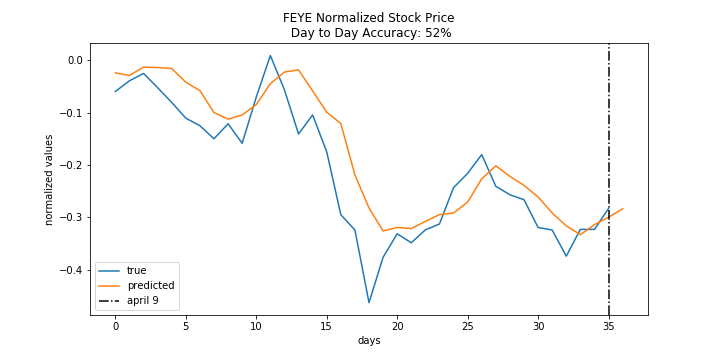 FEYE Normalized Stock Price
Day to Day Accuracy: 52%
normalized values
0.0
−0.1
−0.2
−0.3
−0.4
true
predicted
april 9
0 5 10 15 20 25 30 35
days